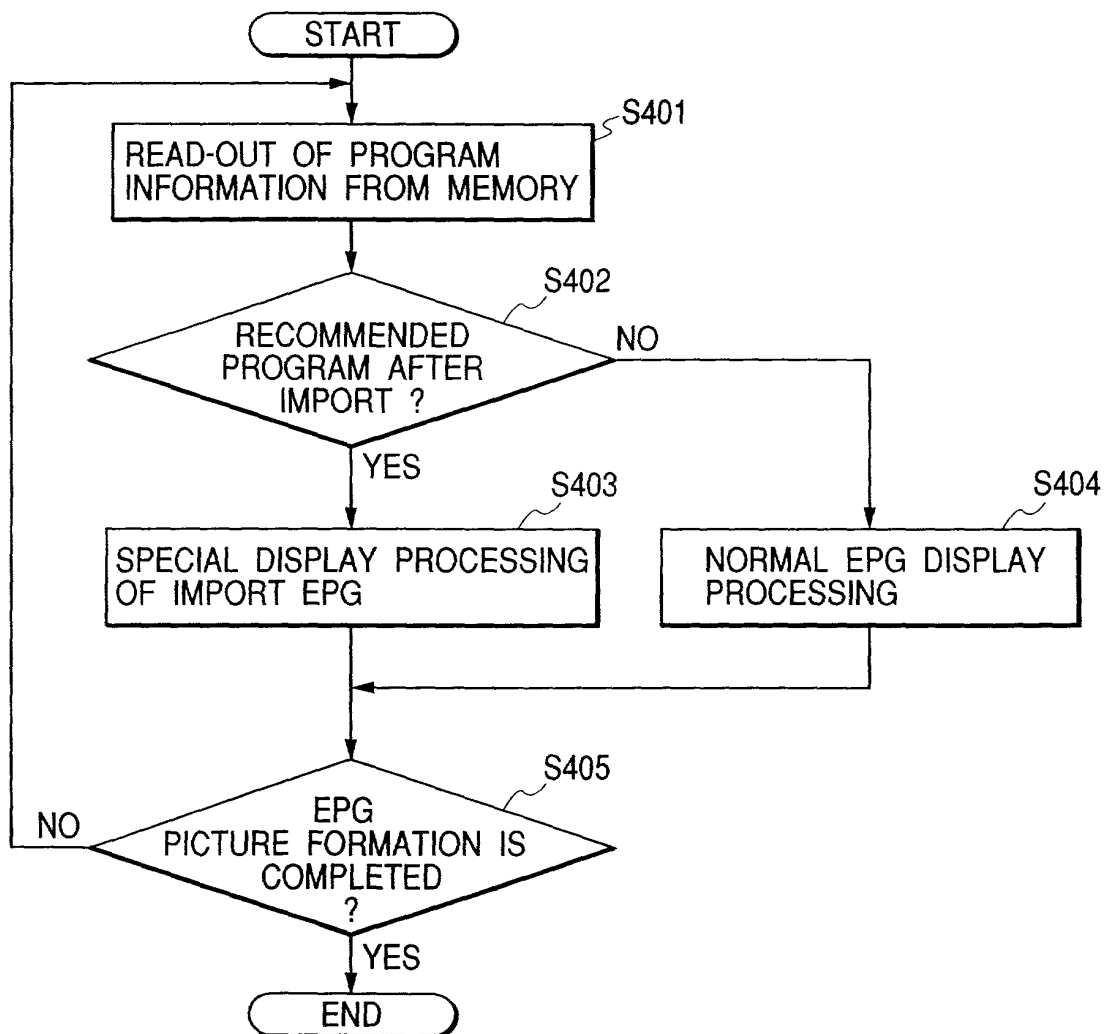 START
S401
READ-OUT OF PROGRAM
INFORMATION FROM MEMORY
S402
RECOMMENDED
PROGRAM AFTER
IMPORT ?
NO
YES
S403
SPECIAL DISPLAY PROCESSING
OF IMPORT EPG
S404
NORMAL EPG DISPLAY
PROCESSING
S405
EPG
PICTURE FORMATION IS
COMPLETED
?
NO
YES
END